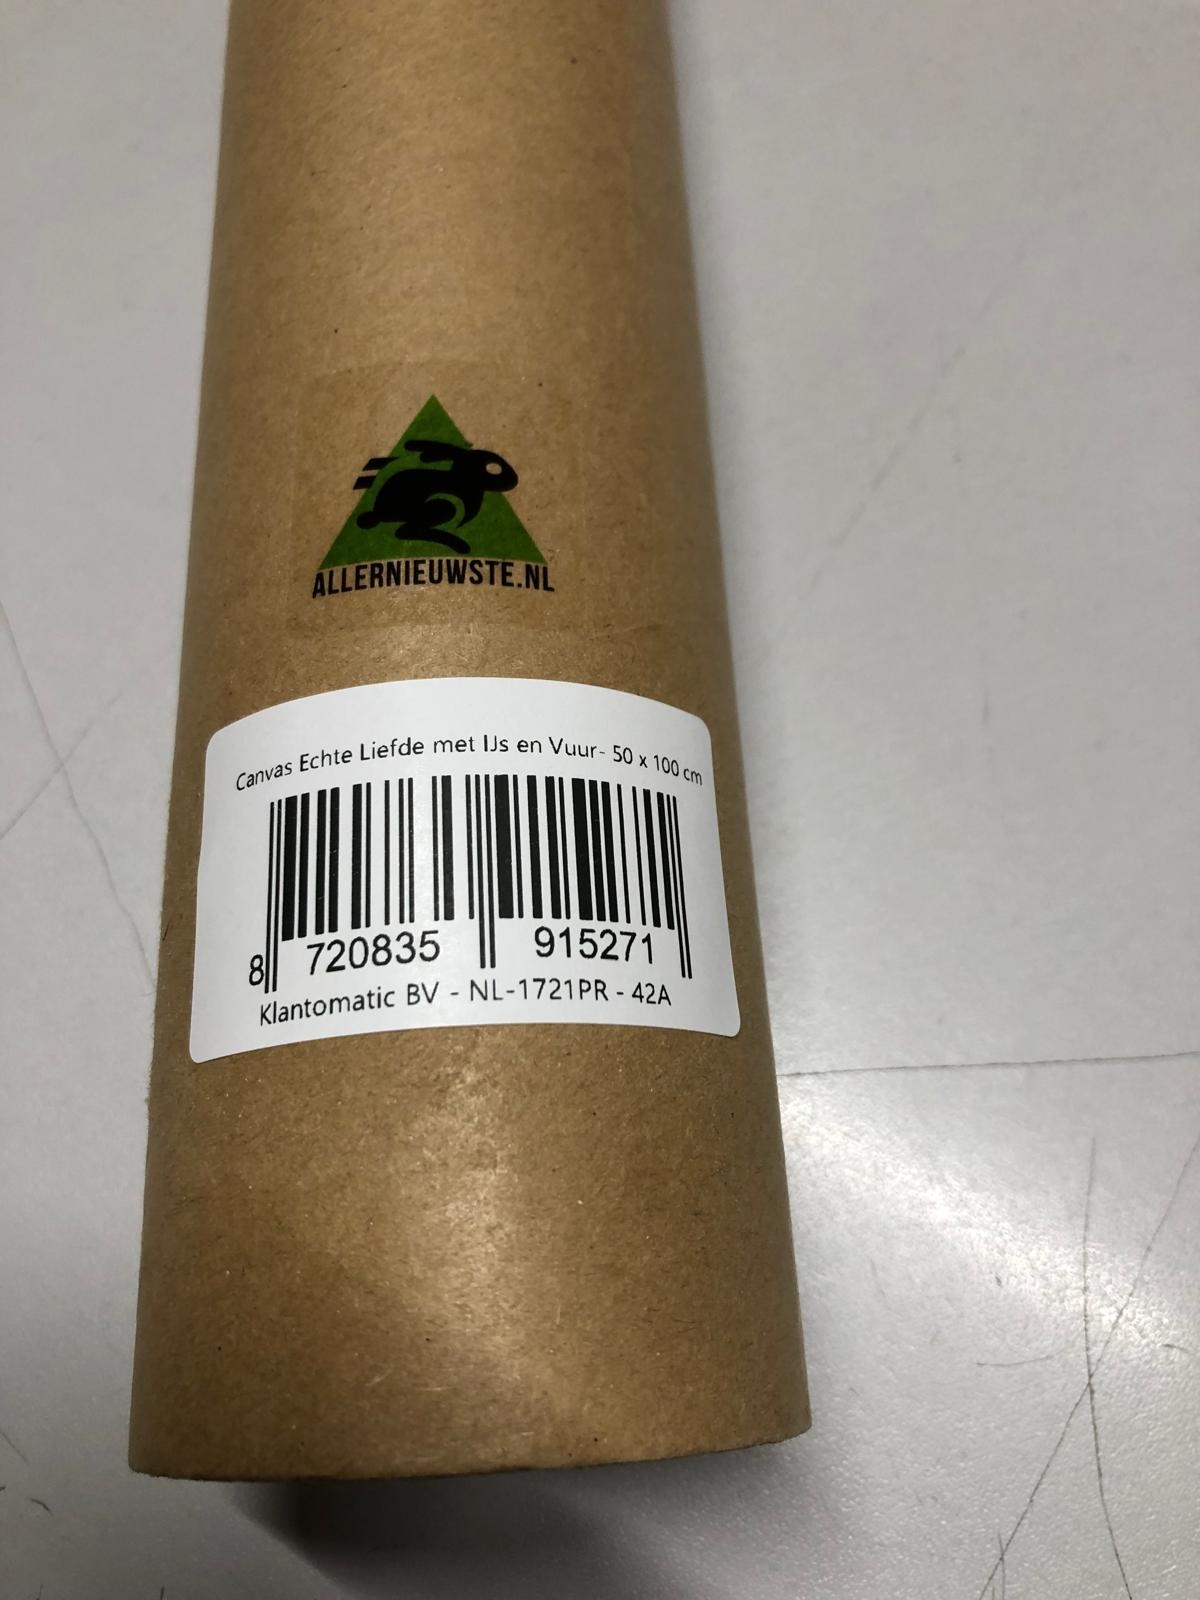 ALLERNIEUWSTE.NL
Canvas Echte Liefde met IJs en Vuur- 50 x 100 cm
8 720835 915271
Klantomatic BV - NL-1721PR - 42A